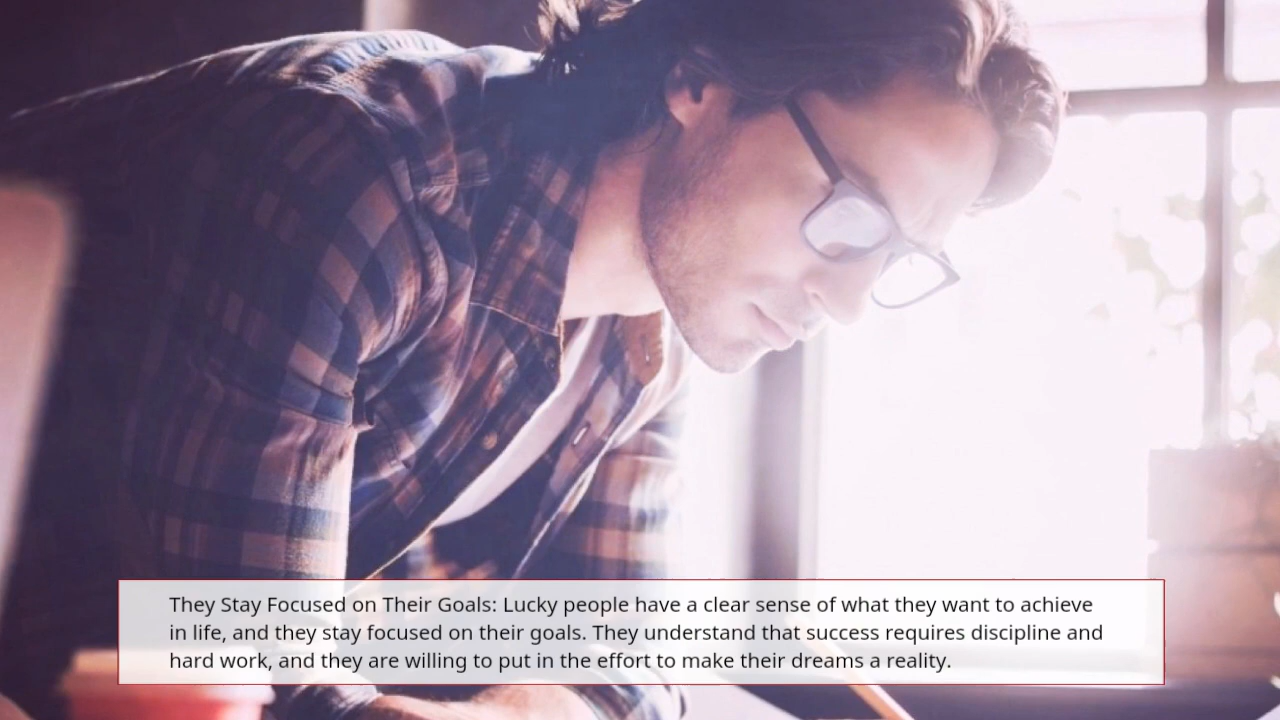 They Stay Focused on Their Goals: Lucky people have a clear sense of what they want to achieve
in life, and they stay focused on their goals. They understand that success requires discipline and
hard work, and they are willing to put in the effort to make their dreams a reality.